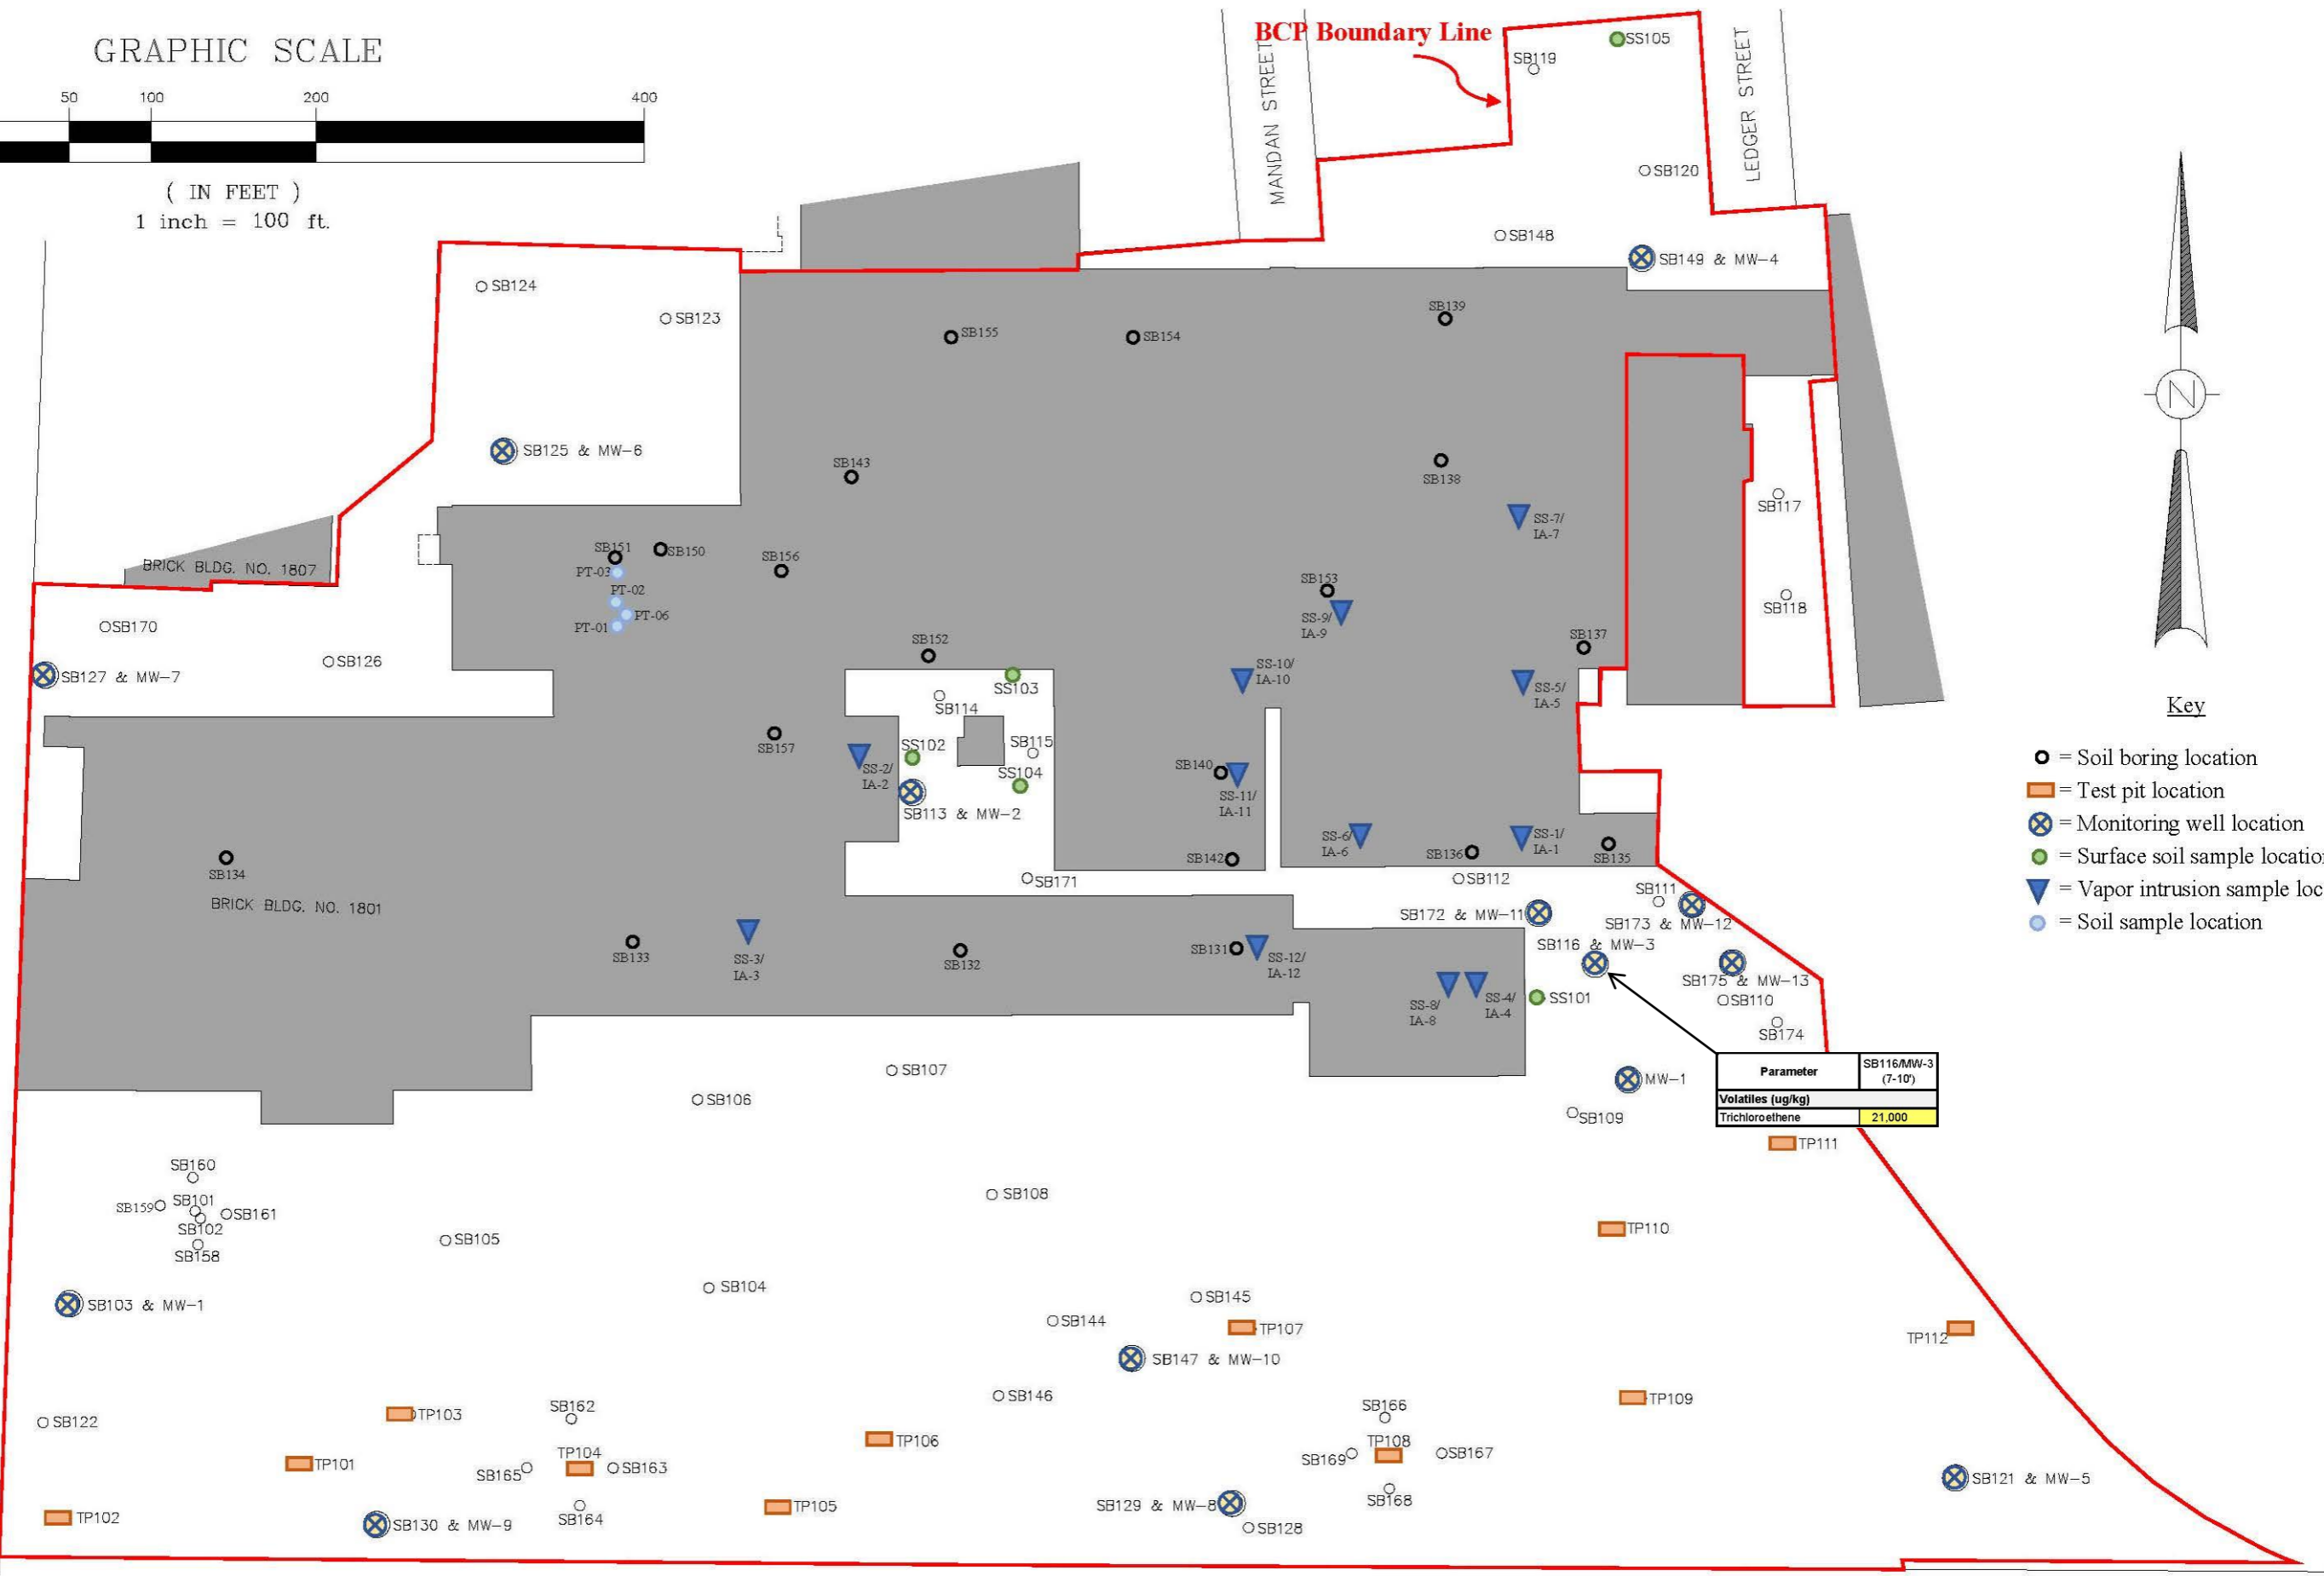 GRAPHIC SCALE
50 100 200 400
( IN FEET )
1 inch = 100 ft.
BCP Boundary Line
MANDAN STREET
LEDGER STREET
SS105
SB119
SB120
SB148
SB149 & MW-4
SB124
SB123
SB139
SB155
SB154
SB125 & MW-6
SB143
SB138
SB117
SS-7/
IA-7
SB151
SB150
SB156
BRICK BLDG. NO. 1807
PT-03
PT-02
PT-06
PT-01
SB153
SS-9/
IA-9
SB118
SB170
SB126
SB127 & MW-7
SB152
SB137
SS-10/
IA-10
SS103
SS-5/
IA-5
SB114
SB157
SS102
SB115
SS-2/
IA-2
SS104
SB140
SS-11/
IA-11
SB113 & MW-2
SS-6/
IA-6
SS-1/
IA-1
SB136
SB135
SB142
SB134
SB171
SB112
SB111
BRICK BLDG. NO. 1801
SB172 & MW-11
SB173 & MW-12
SB116 & MW-3
SB133
SS-3/
IA-3
SB132
SB131
SS-12/
IA-12
SB175 & MW-13
SS-8/
IA-8
SS-4/
IA-4
SS101
SB110
SB174
Key
= Soil boring location
= Test pit location
= Monitoring well location
= Surface soil sample locatio
= Vapor intrusion sample loc
= Soil sample location
Parameter SB116/MW-3
(7-10')
Volatiles (ug/kg)
Trichloroethene 21,000
SB107
SB106
MW-1
SB109
TP111
SB160
SB159
SB101
SB161
SB102
SB158
SB108
SB105
TP110
SB104
SB103 & MW-1
SB145
SB144
TP107
TP112
SB147 & MW-10
SB146
TP109
SB122
TP103
SB162
SB166
TP106
TP101
TP104
SB165
SB163
TP108
SB169
SB167
SB121 & MW-5
TP102
SB130 & MW-9
SB164
TP105
SB129 & MW-8
SB168
SB128
N